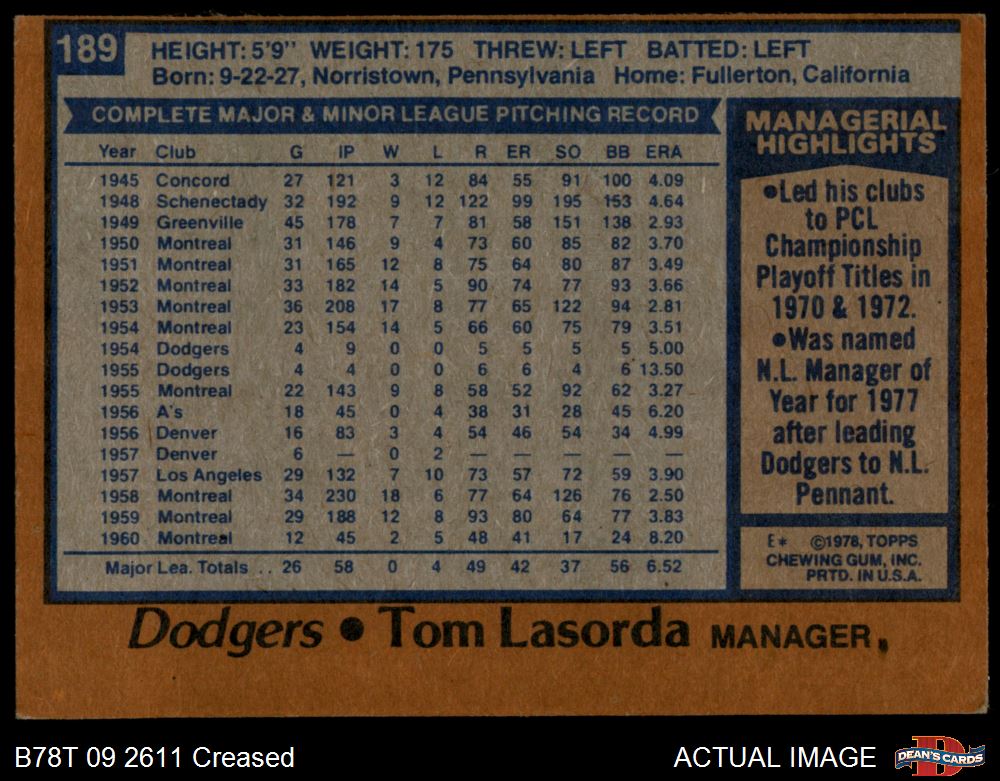 189
HEIGHT: 5'9" WEIGHT: 175 THREW: LEFT BATTED: LEFT
Born: 9-22-27, Norristown, Pennsylvania Home: Fullerton, California
COMPLETE MAJOR & MINOR LEAGUE PITCHING RECORD
Year Club G IP W L R ER SO BB ERA
1945 Concord 27 121 3 12 84 55 91 100 4.09
1948 Schenectady 32 192 9 12 122 99 195 153 4.64
1949 Greenville 45 178 7 7 81 58 151 138 2.93
1950 Montreal 31 146 9 4 73 60 85 82 3.70
1951 Montreal 31 165 12 8 75 64 80 87 3.49
1952 Montreal 33 182 14 5 90 74 77 93 3.66
1953 Montreal 36 208 17 8 77 65 122 94 2.81
1954 Montreal 23 154 14 5 66 60 75 79 3.51
1954 Dodgers 4 9 0 0 5 5 4 5 5.00
1955 Dodgers 4 4 0 0 6 6 4 6 13.50
1955 Montreal 22 143 9 8 58 52 92 62 3.27
1956 A's 18 45 0 4 38 31 28 45 6.20
1956 Denver 16 83 3 4 54 46 54 34 4.99
1957 Denver 6 — 0 2 — — — — —
1957 Los Angeles 29 132 7 10 73 57 72 59 3.90
1958 Montreal 34 230 18 6 77 64 126 76 2.50
1959 Montreal 29 188 12 8 93 80 64 77 3.83
1960 Montreal 12 45 2 5 48 41 17 24 8.20
Major Lea. Totals . . 26 58 0 4 49 42 37 56 6.52
MANAGERIAL
HIGHLIGHTS
●Led his clubs
to PCL
Championship
Playoff Titles in
1970 & 1972.
●Was named
N.L. Manager of
Year for 1977
after leading
Dodgers to N.L.
Pennant.
E* ©1978, TOPPS
CHEWING GUM, INC.
PRTD. IN U.S.A.
Dodgers ● Tom Lasorda MANAGER
B78T 09 2611 Creased
ACTUAL IMAGE
D
DEAN'S CARDS